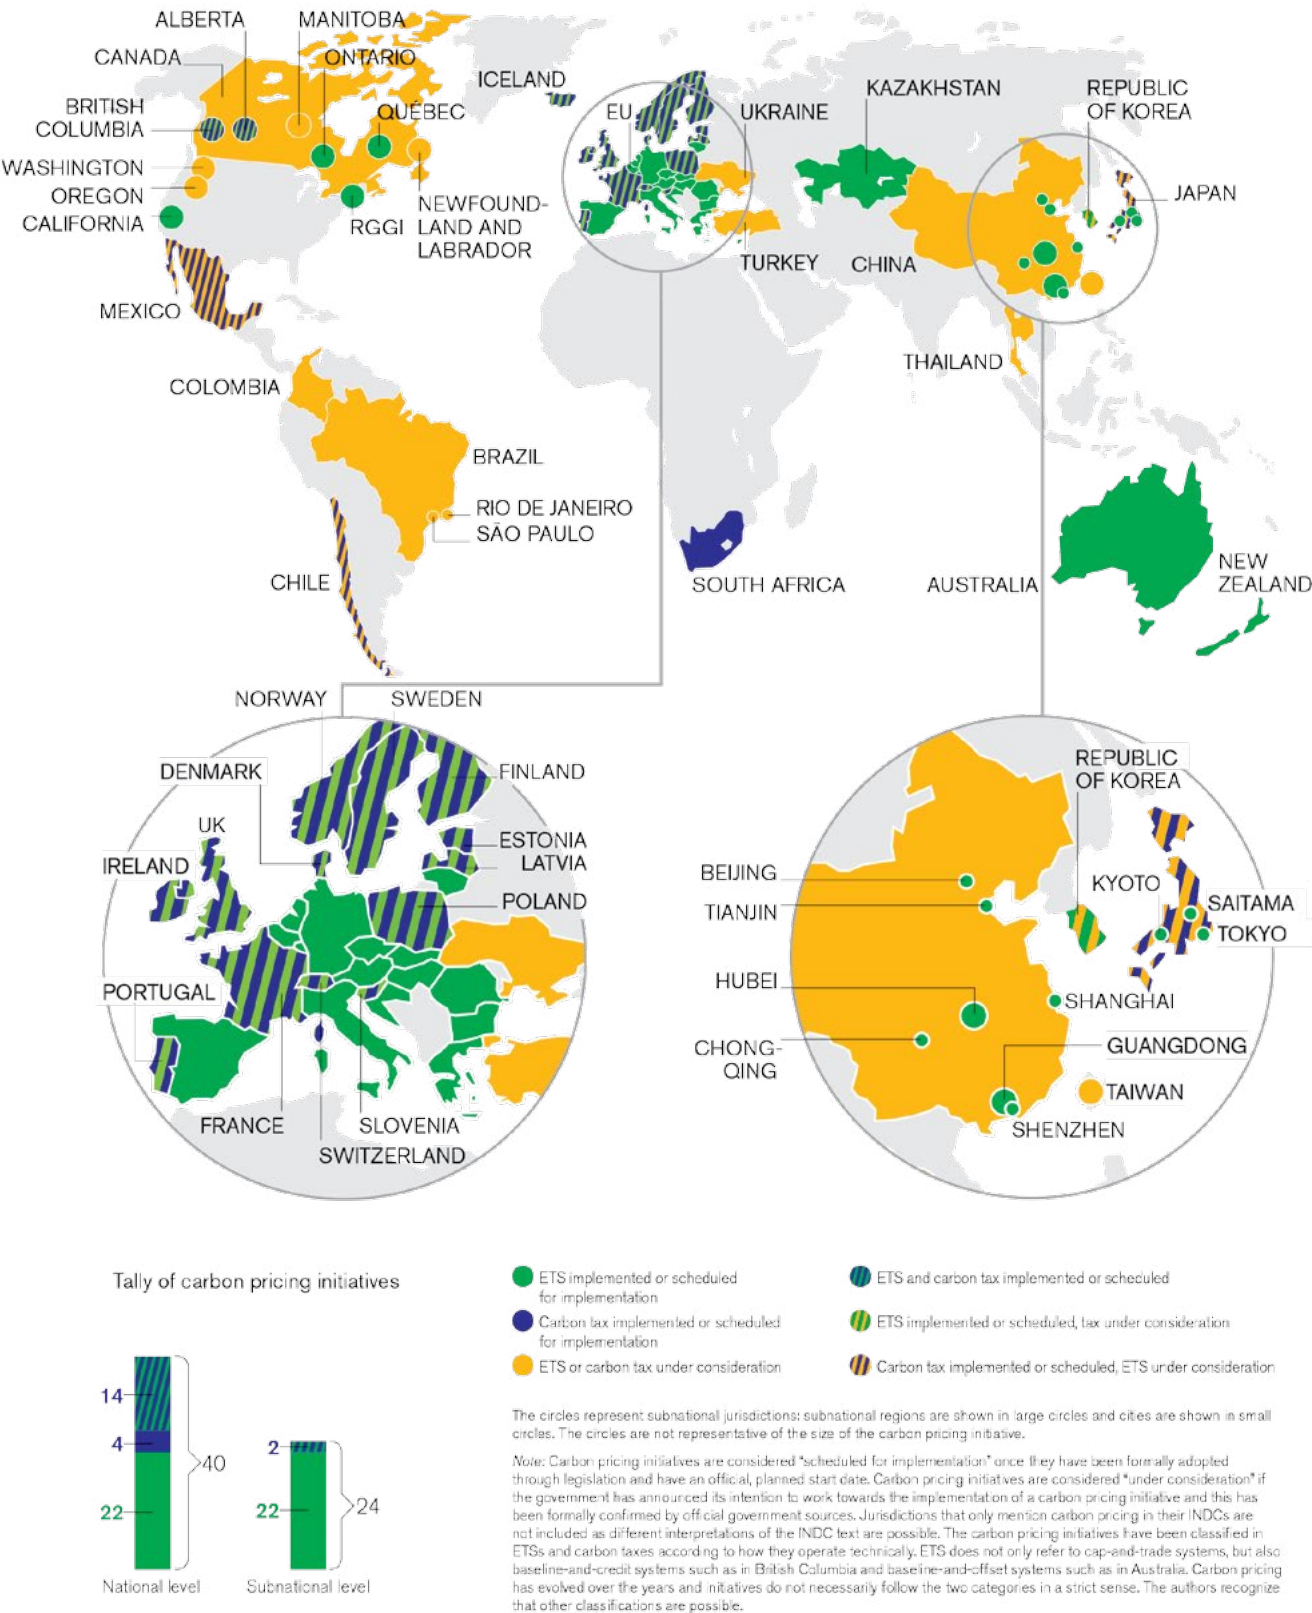 ALBERTA
MANITOBA
CANADA
ONTARIO
BRITISH
COLUMBIA
QUÉBEC
WASHINGTON
OREGON
CALIFORNIA
RGGI
NEWFOUND-
LAND AND
LABRADOR
MEXICO
ICELAND
EU
UKRAINE
KAZAKHSTAN
REPUBLIC
OF KOREA
JAPAN
TURKEY
CHINA
THAILAND
COLOMBIA
BRAZIL
RIO DE JANEIRO
SÃO PAULO
CHILE
SOUTH AFRICA
AUSTRALIA
NEW
ZEALAND
NORWAY
SWEDEN
DENMARK
FINLAND
UK
IRELAND
ESTONIA
LATVIA
POLAND
PORTUGAL
FRANCE
SLOVENIA
SWITZERLAND
REPUBLIC
OF KOREA
BEIJING
TIANJIN
KYOTO
SAITAMA
TOKYO
HUBEI
SHANGHAI
CHONG-
QING
GUANGDONG
TAIWAN
SHENZHEN
Tally of carbon pricing initiatives
14
4
22
40
National level
2
22
24
Subnational level
ETS implemented or scheduled
for implementation
Carbon tax implemented or scheduled
for implementation
ETS or carbon tax under consideration
ETS and carbon tax implemented or scheduled
ETS implemented or scheduled, tax under consideration
Carbon tax implemented or scheduled, ETS under consideration
The circles represent subnational jurisdictions: subnational regions are shown in large circles and cities are shown in small
circles. The circles are not representative of the size of the carbon pricing initiative.
Note: Carbon pricing initiatives are considered “scheduled for implementation” once they have been formally adopted
through legislation and have an official, planned start date. Carbon pricing initiatives are considered “under consideration” if
the government has announced its intention to work towards the implementation of a carbon pricing initiative and this has
been formally confirmed by official government sources. Jurisdictions that only mention carbon pricing in their INDCs are
not included as different interpretations of the INDC text are possible. The carbon pricing initiatives have been classified in
ETSs and carbon taxes according to how they operate technically. ETS does not only refer to cap-and-trade systems, but also
baseline-and-credit systems such as in British Columbia and baseline-and-offset systems such as in Australia. Carbon pricing
has evolved over the years and initiatives do not necessarily follow the two categories in a strict sense. The authors recognize
that other classifications are possible.